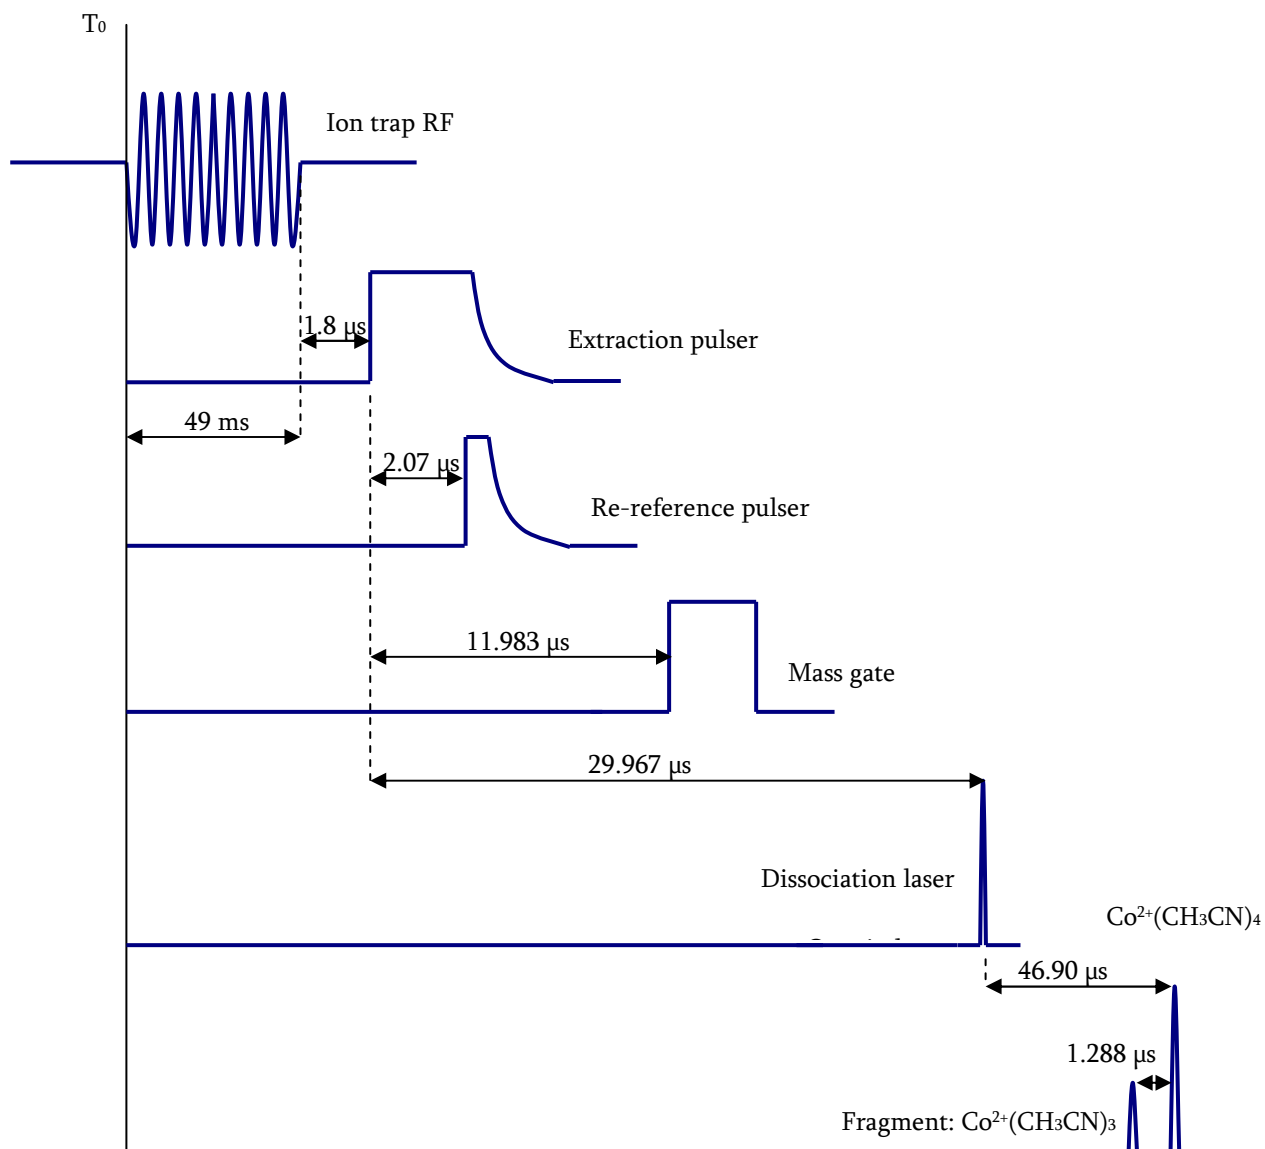 T₀
Ion trap RF
1.8 µs
Extraction pulser
49 ms
2.07 µs
Re-reference pulser
11.983 µs
Mass gate
29.967 µs
Dissociation laser
Co²⁺(CH₃CN)₄
46.90 µs
1.288 µs
Fragment: Co²⁺(CH₃CN)₃